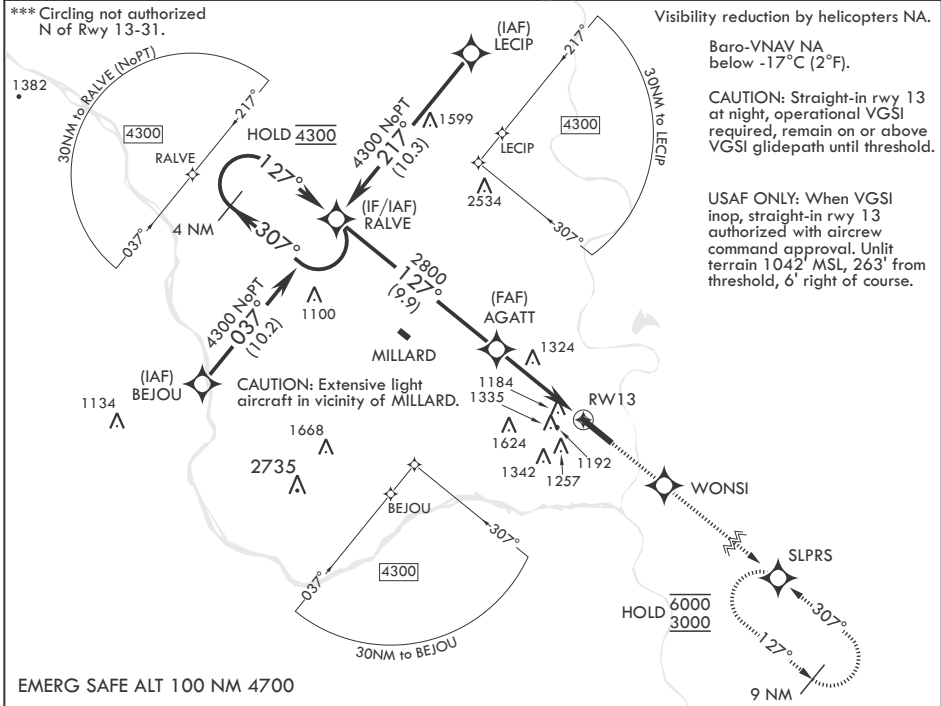 *** Circling not authorized
N of Rwy 13-31.
Visibility reduction by helicopters NA.
Baro-VNAV NA
below -17°C (2°F).
CAUTION: Straight-in rwy 13
at night, operational VGSI
required, remain on or above
VGSI glidepath until threshold.
USAF ONLY: When VGSI
inop, straight-in rwy 13
authorized with aircrew
command approval. Unlit
terrain 1042' MSL, 263' from
threshold, 6' right of course.
(IAF)
LECIP
1382
30NM to RALVE (NoPT)
217°
4300
RALVE
037°
HOLD 4300
127°
307°
4 NM
4300 NoPT
217°
(10.3)
1599
217°
4300
LECIP
30NM to LECIP
2534
307°
(IF/IAF)
RALVE
2800
127°
(9.9)
1100
4300 NoPT
037°
(10.2)
(IAF)
BEJOU
MILLARD
(FAF)
AGATT
1324
CAUTION: Extensive light
aircraft in vicinity of MILLARD.
1134
1184
1335
RW13
1624
1192
1342
1257
1668
2735
WONSI
BEJOU
037°
307°
4300
30NM to BEJOU
SLPRS
HOLD 6000
3000
307°
127°
9 NM
EMERG SAFE ALT 100 NM 4700